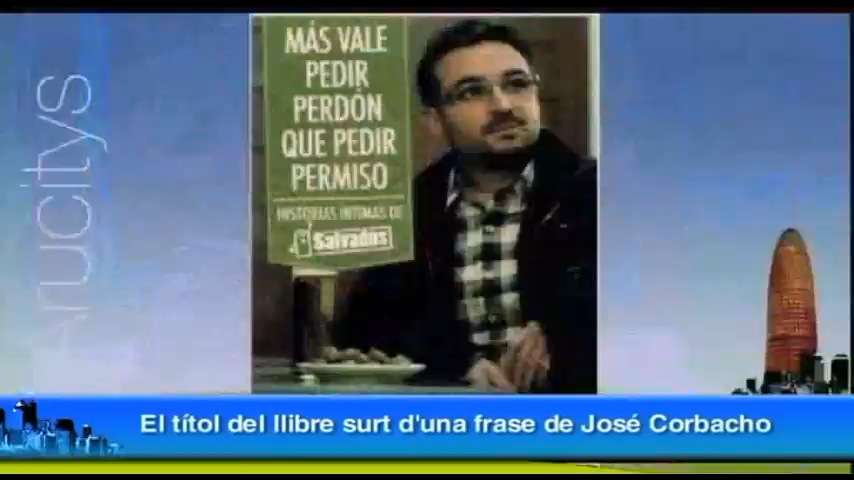 MÁS VALE
PEDIR
PERDÓN
QUE PEDIR
PERMISO
HISTORIAS ÍNTIMAS DE
Salvados
rucitys
El títol del llibre surt d'una frase de José Corbacho